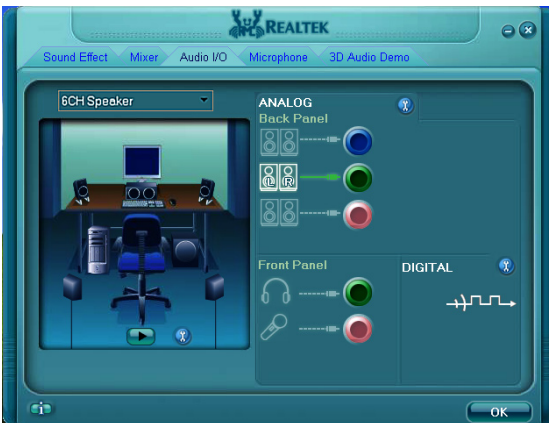 REALTEK
Sound Effect Mixer Audio I/O Microphone 3D Audio Demo
6CH Speaker
ANALOG
Back Panel
L R
Front Panel
DIGITAL
i
OK